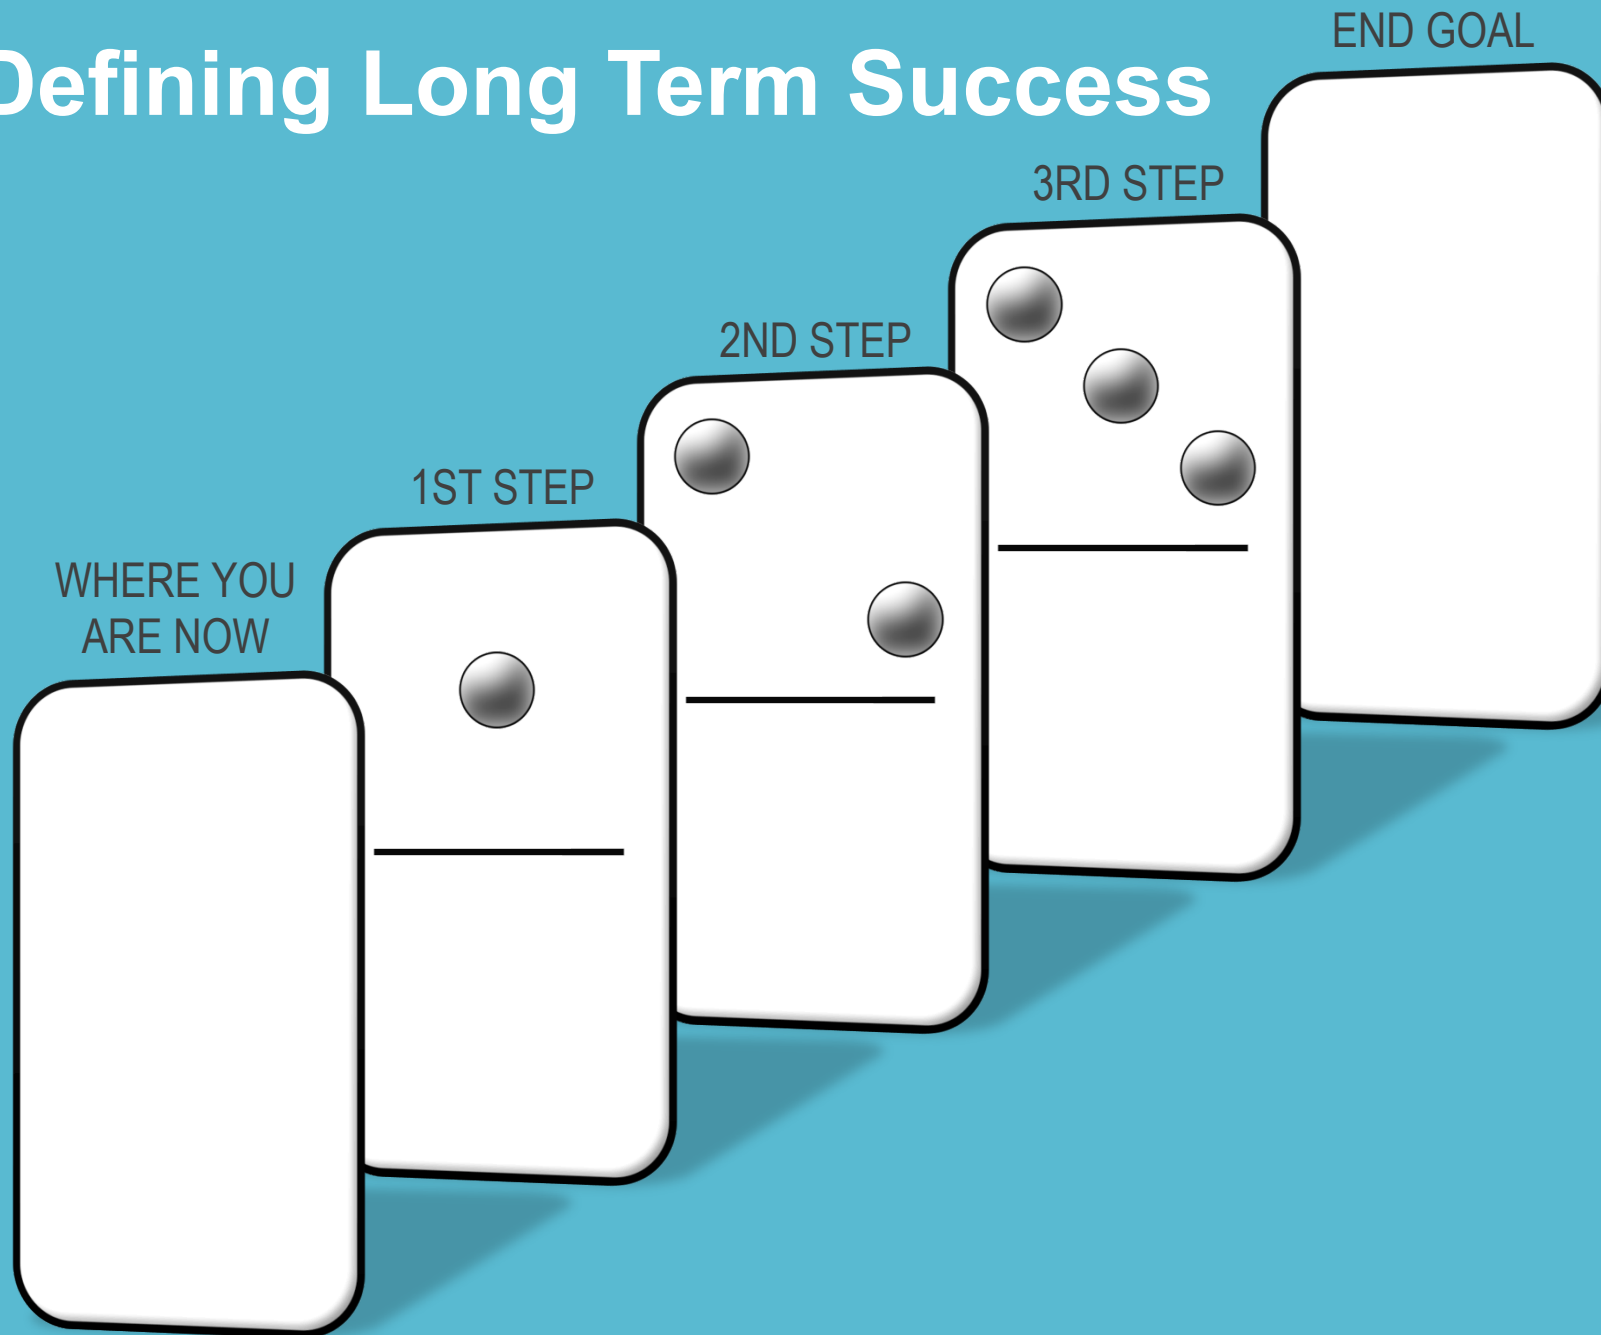 Defining Long Term Success
END GOAL
3RD STEP
2ND STEP
1ST STEP
WHERE YOU
ARE NOW